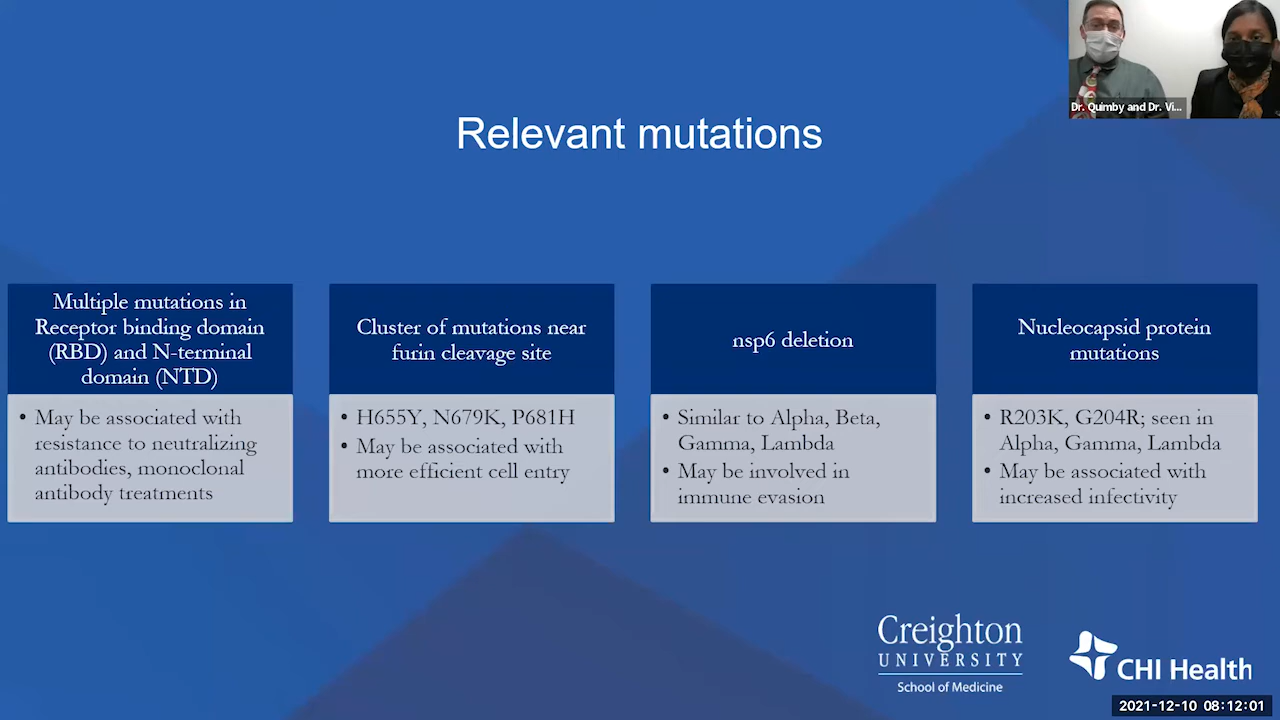 Dr. Quimby and Dr. Vi...
Relevant mutations
Multiple mutations in
Receptor binding domain
(RBD) and N-terminal
domain (NTD)
• May be associated with
resistance to neutralizing
antibodies, monoclonal
antibody treatments
Cluster of mutations near
furin cleavage site
• H655Y, N679K, P681H
• May be associated with
more efficient cell entry
nsp6 deletion
• Similar to Alpha, Beta,
Gamma, Lambda
• May be involved in
immune evasion
Nucleocapsid protein
mutations
• R203K, G204R; seen in
Alpha, Gamma, Lambda
• May be associated with
increased infectivity
Creighton
UNIVERSITY
School of Medicine
CHI Health
2021-12-10 08:12:01